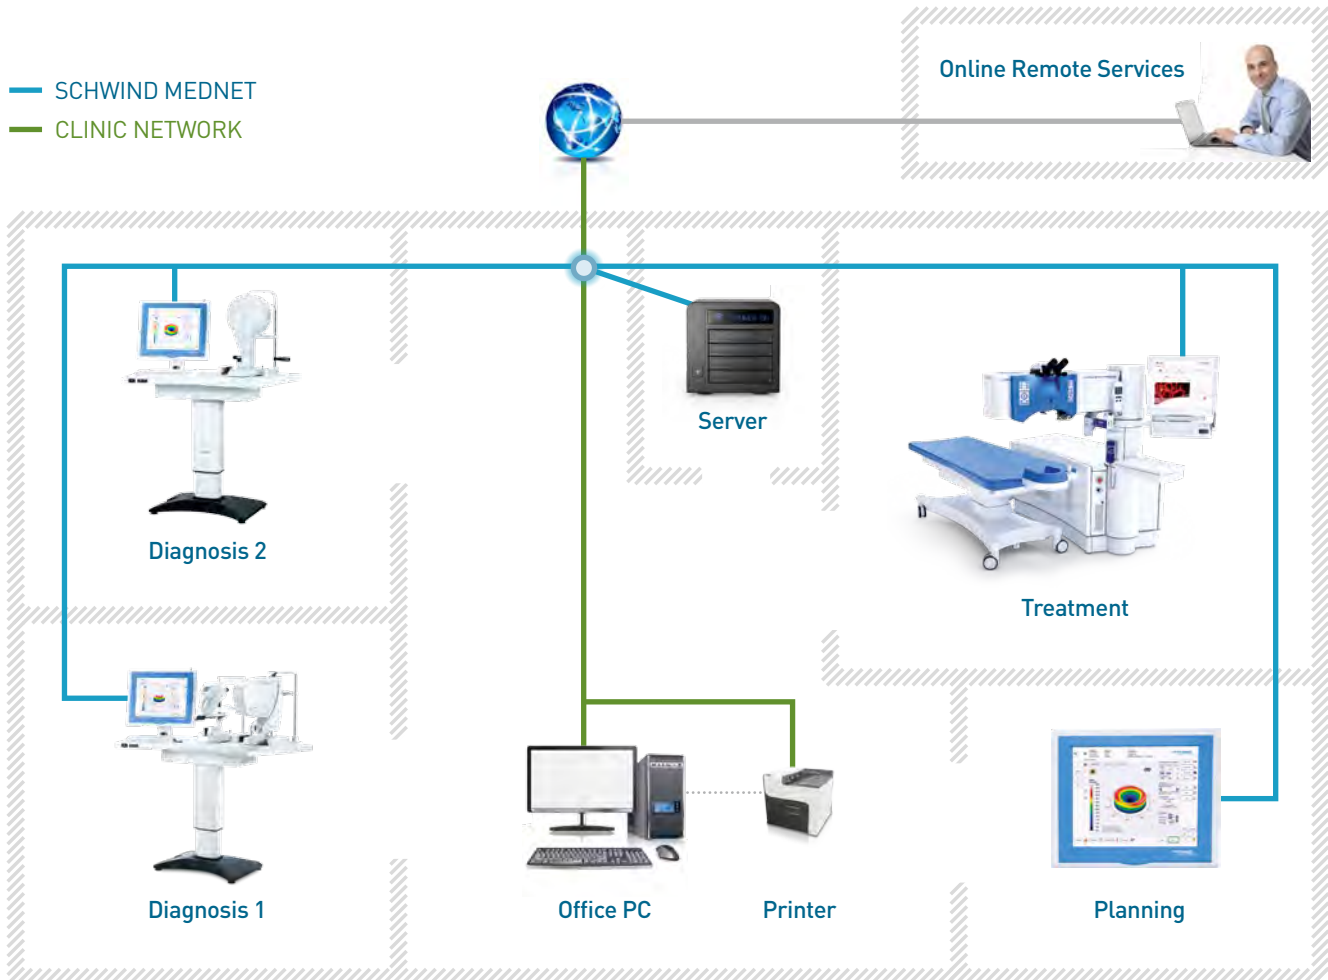 SCHWIND MEDNET
CLINIC NETWORK
Online Remote Services
Server
Diagnosis 2
Treatment
Diagnosis 1
Office PC
Printer
Planning